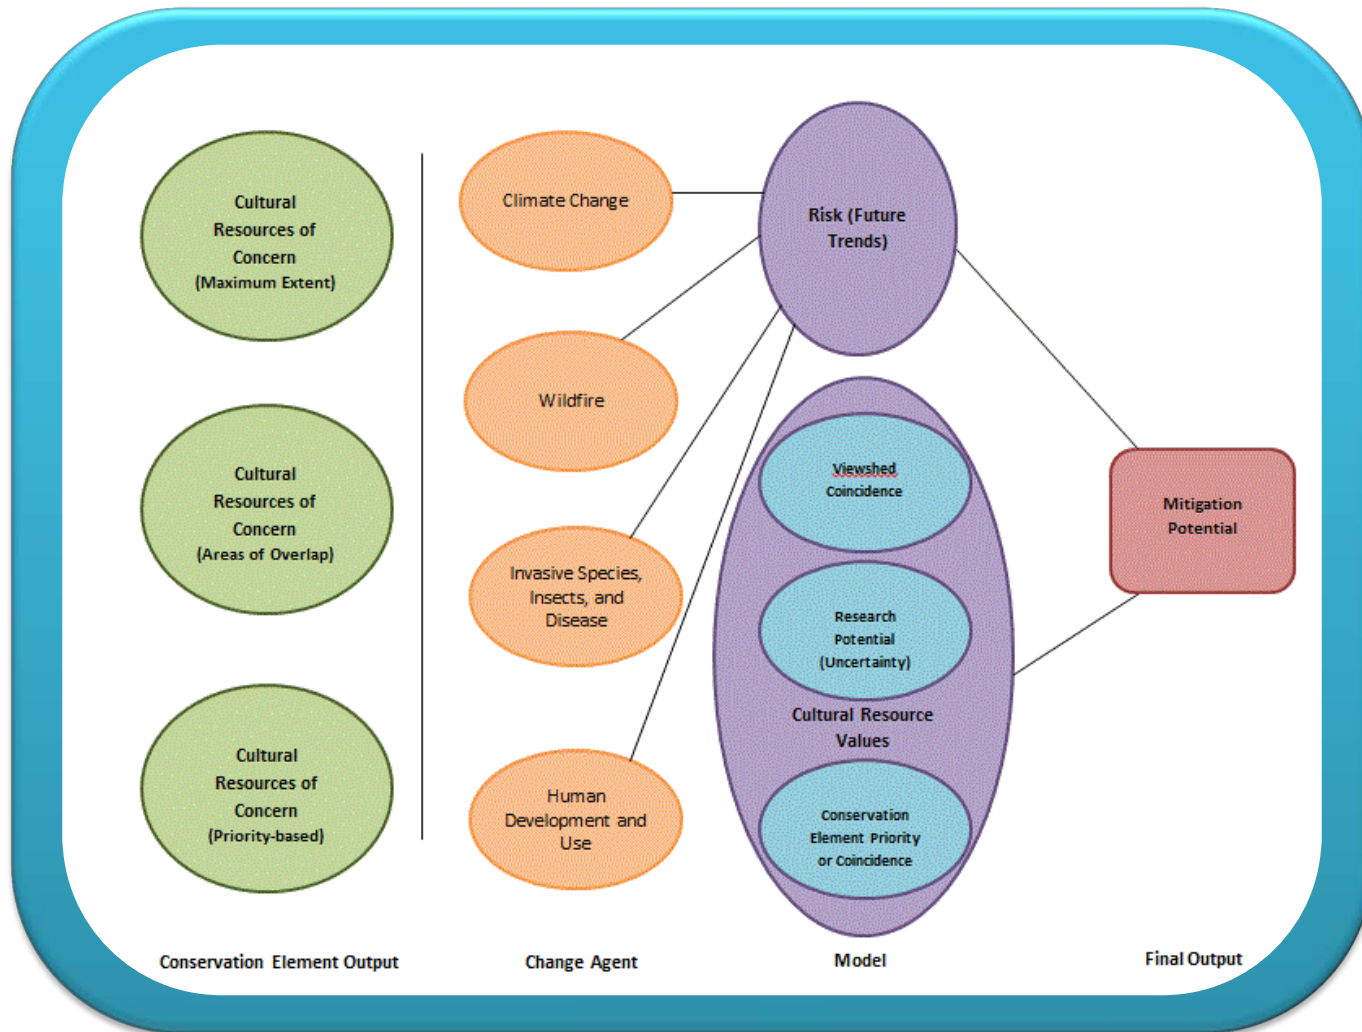 Cultural
Resources of
Concern
(Maximum Extent)
Cultural
Resources of
Concern
(Areas of Overlap)
Cultural
Resources of
Concern
(Priority-based)
Conservation Element Output
Climate Change
Wildfire
Invasive Species,
Insects, and
Disease
Human
Development and
Use
Change Agent
Risk (Future
Trends)
Viewshed
Coincidence
Research
Potential
(Uncertainty)
Cultural Resource
Values
Conservation
Element Priority
or Coincidence
Model
Mitigation
Potential
Final Output